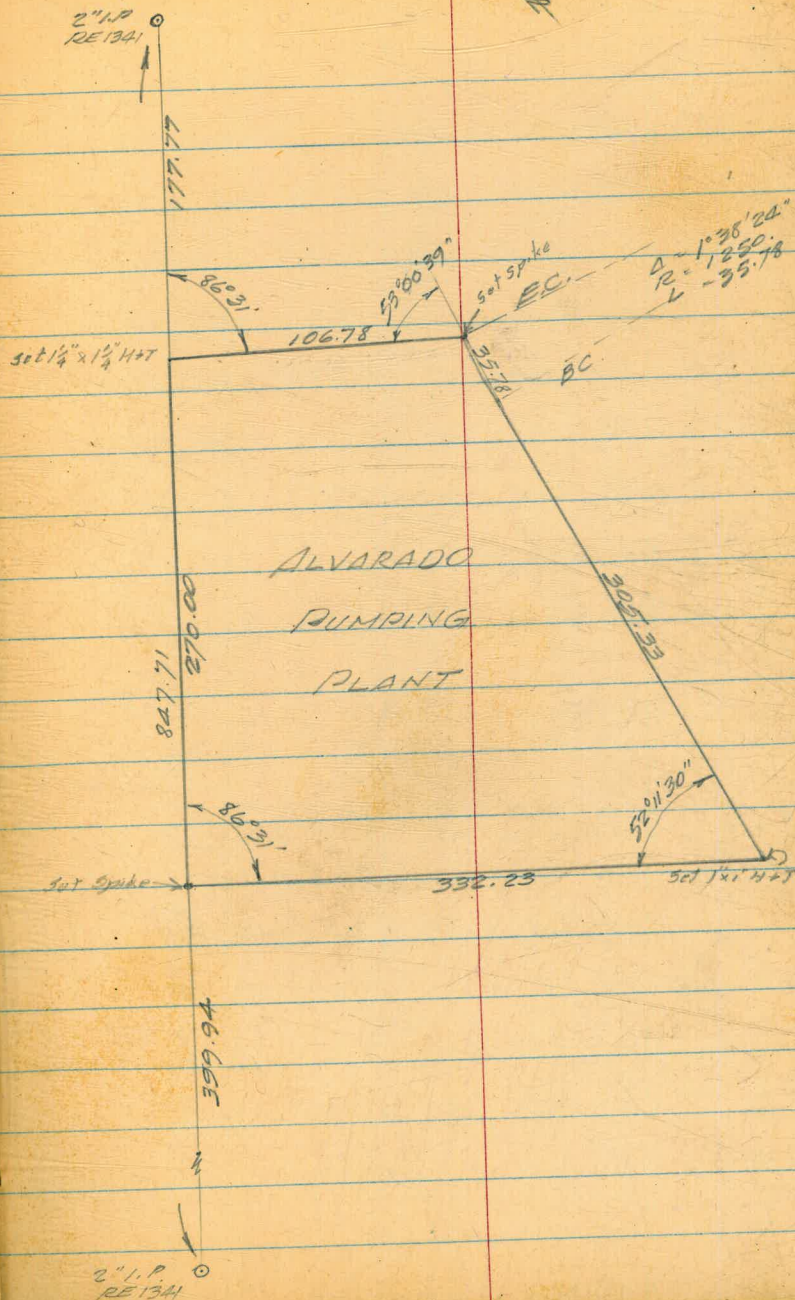 2" I.P.
RE 1341
177.77
86°31'
53°00'39"
set spike
E.C.
Δ - 1°38'24"
R - 1,250.
L - 35.78
106.78
set 1¼" x 1¼" H+T
35.78
BC.
ALVARADO
PUMPING
PLANT
270.00
847.71
305.33
86°31'
52°11'30"
Set Spike
332.23
Set 1"x1" H+T
399.94
2" I.P.
RE 1341